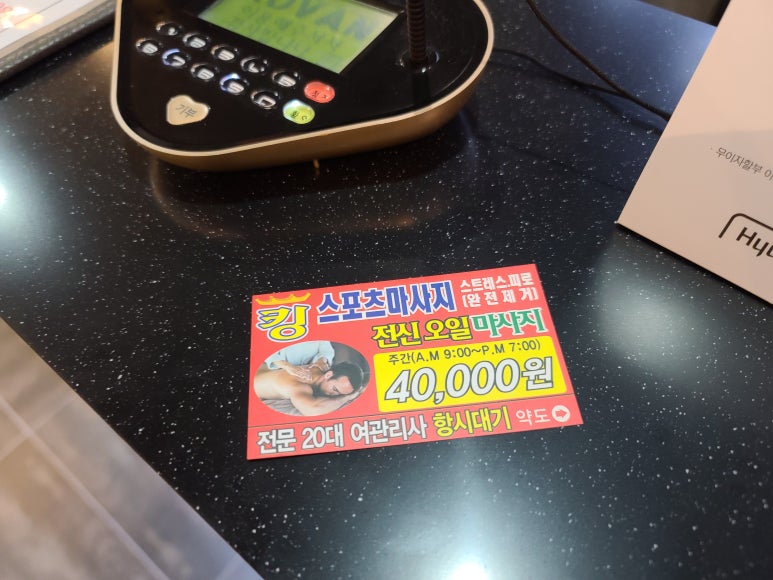 기부
· 무이자할부 이
킹
스포츠마사지
스트레스.피로
(완 전 제 거)
전신 오일 마사지
주간(A.M 9:00~P.M 7:00)
40,000원
전문 20대 여관리사 항시대기 약도